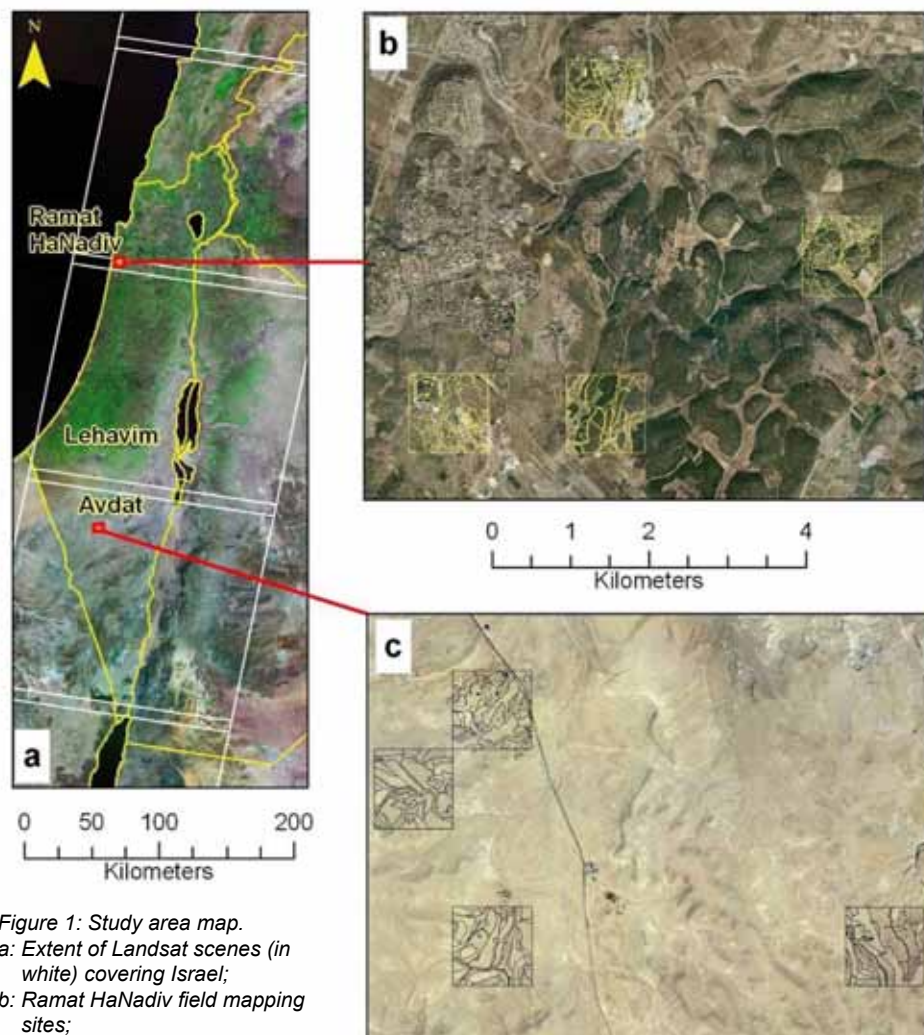 N
b
Ramat
HaNadiv
Lehavim
Avdat
a
0 50 100 200
Kilometers
0 1 2 4
Kilometers
c
Figure 1: Study area map.
a: Extent of Landsat scenes (in
white) covering Israel;
b: Ramat HaNadiv field mapping
sites;